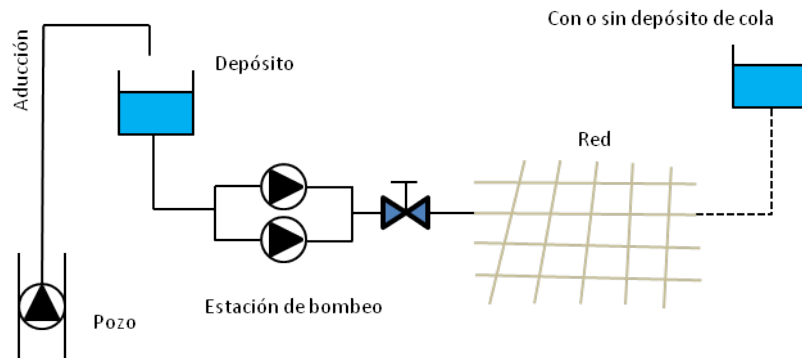 Con o sin depósito de cola
Aducción
Depósito
Red
Estación de bombeo
Pozo